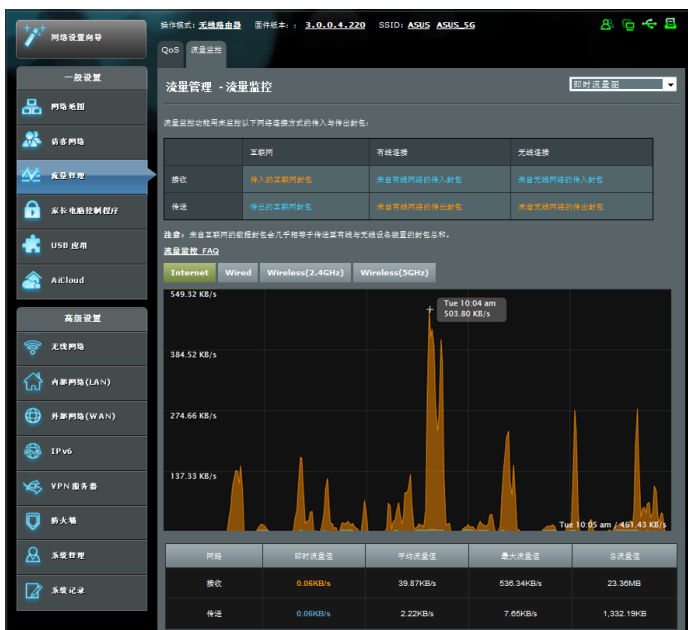 操作模式: 无线路由器 固件版本: : 3.0.0.4.220 SSID: ASUS ASUS_5G
网络设置向导
QoS 流量监控
一般设置
网络地图
访客网络
流量管理
家长电脑控制程序
USB 应用
AiCloud
高级设置
无线网络
内部网络(LAN)
外部网络(WAN)
IPv6
VPN 服务器
防火墙
系统管理
系统记录
流量管理 - 流量监控
即时流量图
流量监控功能用来监控以下网络连接方式的传入与传出封包:
互联网 有线连接 无线连接
接收 传入的互联网封包 来自有线网络的传入封包 来自无线网络的传入封包
传送 传出的互联网封包 来自有线网络的传出封包 来自无线网络的传出封包
注意: 来自互联网的数据封包会几乎相等于传送至有线与无线设备装置的封包总和。
流量监控 FAQ
Internet Wired Wireless(2.4GHz) Wireless(5GHz)
549.32 KB/s
Tue 10:04 am
503.80 KB/s
384.52 KB/s
274.66 KB/s
137.33 KB/s
Tue 10:05 am / 461.43 KB/s
网络 即时流量值 平均流量值 最大流量值 总流量值
接收 0.06KB/s 39.87KB/s 536.34KB/s 23.36MB
传送 0.06KB/s 2.22KB/s 7.65KB/s 1,332.19KB